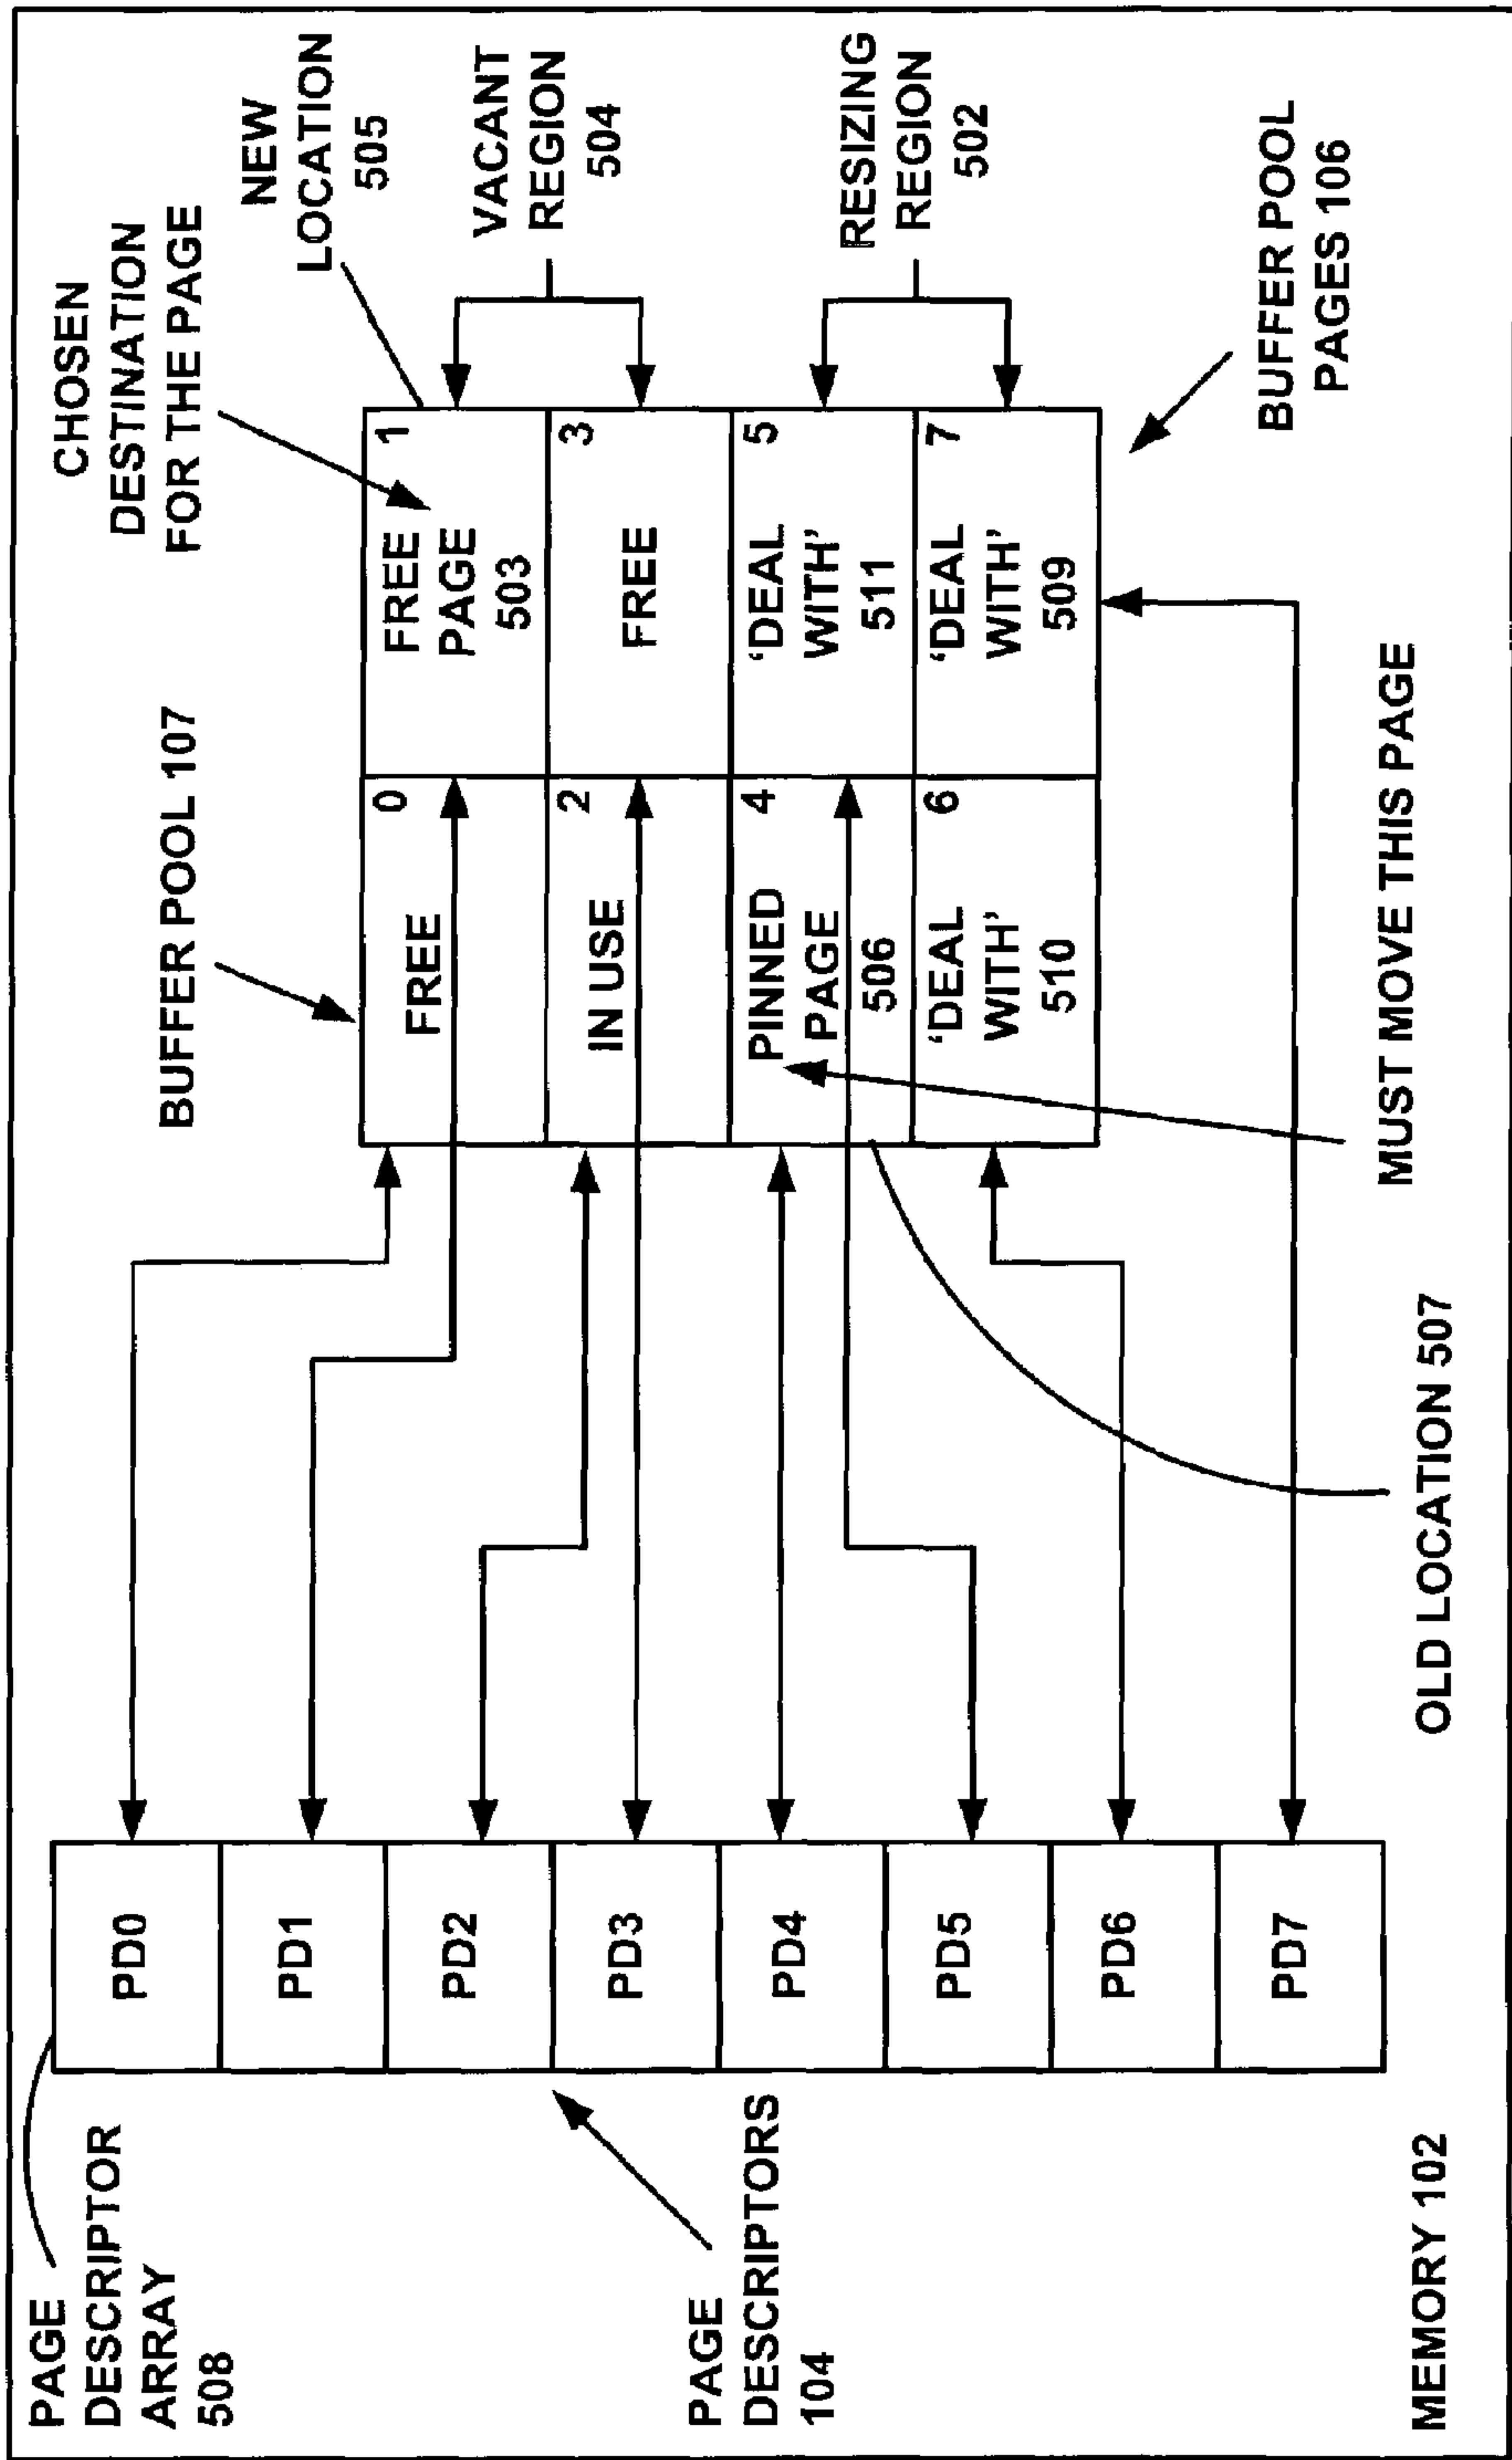 PAGE
DESCRIPTOR
ARRAY
508
PD0
PD1
PD2
PD3
PD4
PD5
PD6
PD7
PAGE
DESCRIPTORS
104
MEMORY 102
BUFFER POOL 107
CHOSEN
DESTINATION
FOR THE PAGE
NEW
LOCATION
505
FREE
0
FREE
PAGE
503
1
IN USE
2
FREE
3
PINNED
PAGE
506
4
'DEAL
WITH'
511
5
'DEAL
WITH'
510
6
'DEAL
WITH'
509
7
VACANT
REGION
504
RESIZING
REGION
502
BUFFER POOL
PAGES 106
MUST MOVE THIS PAGE
OLD LOCATION 507